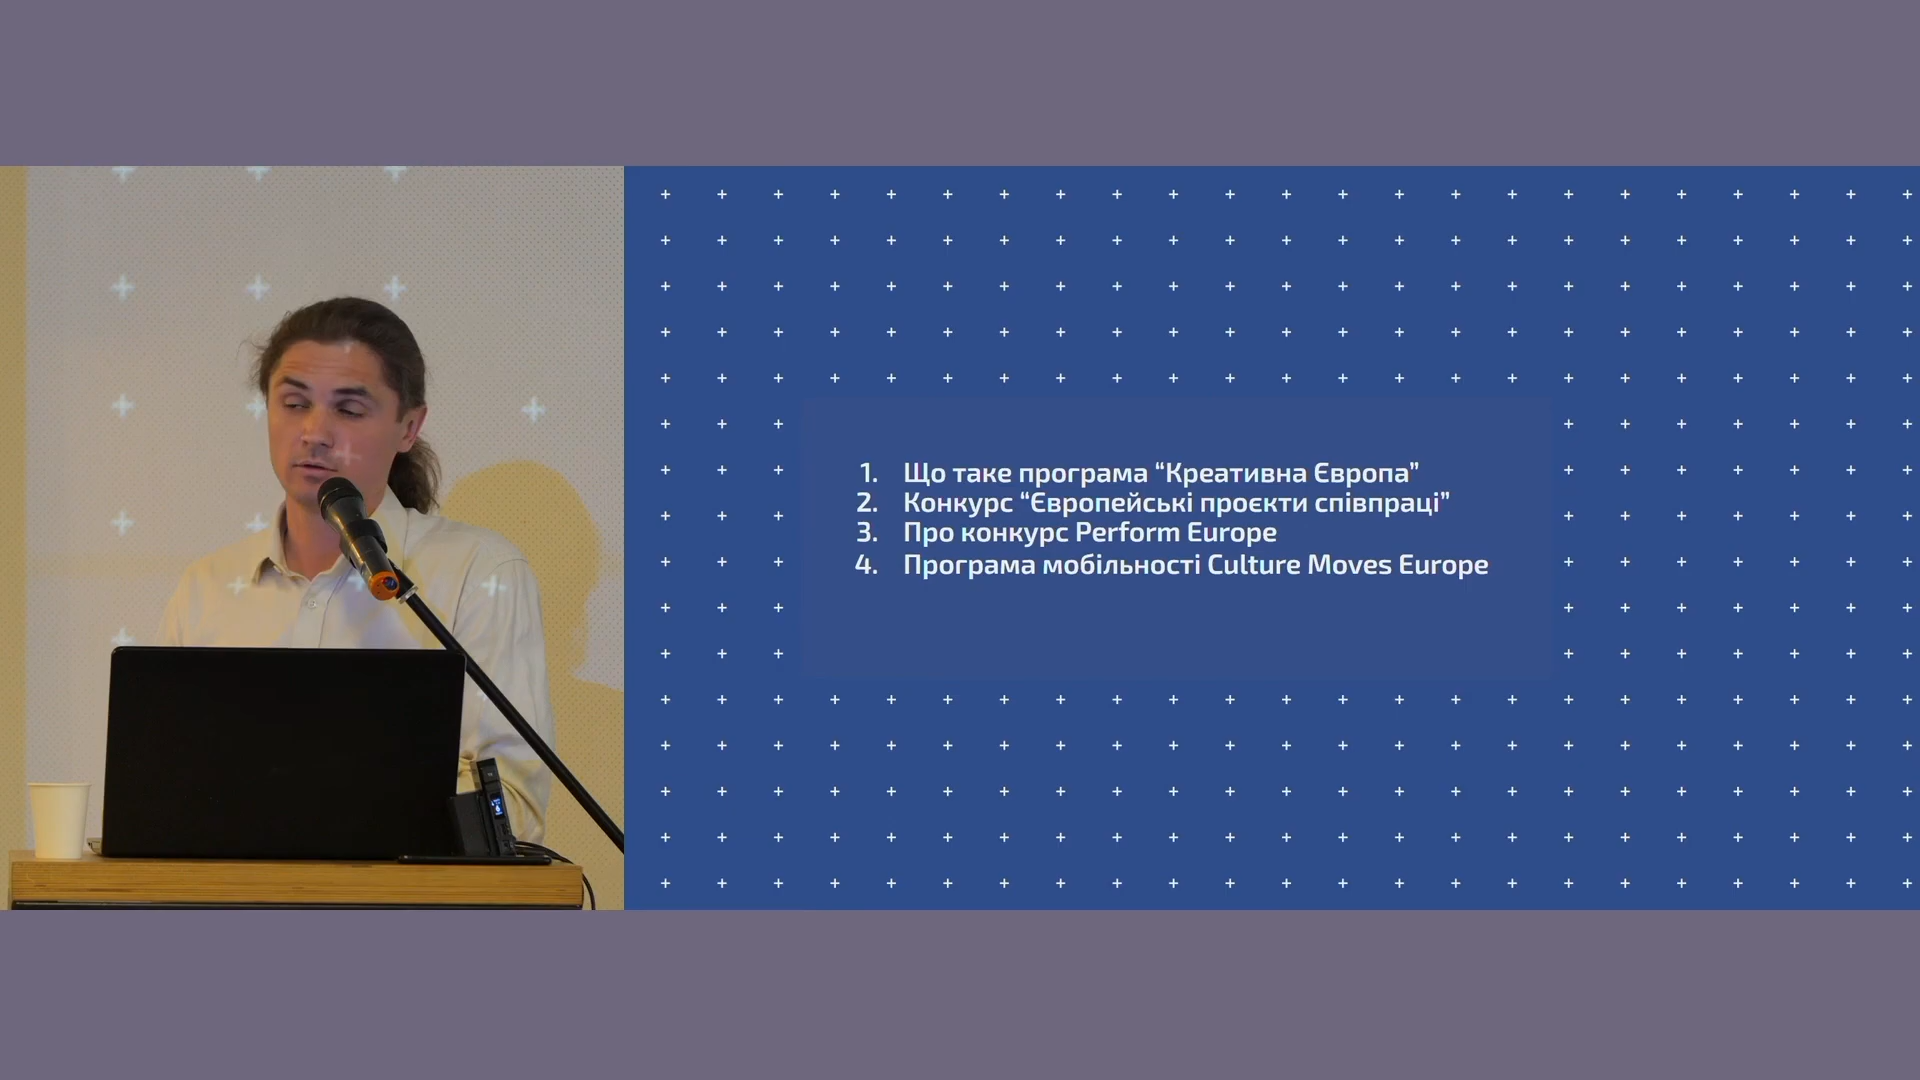 1. Що таке програма “Креативна Європа”
2. Конкурс “Європейські проєкти співпраці”
3. Про конкурс Perform Europe
4. Програма мобільності Culture Moves Europe